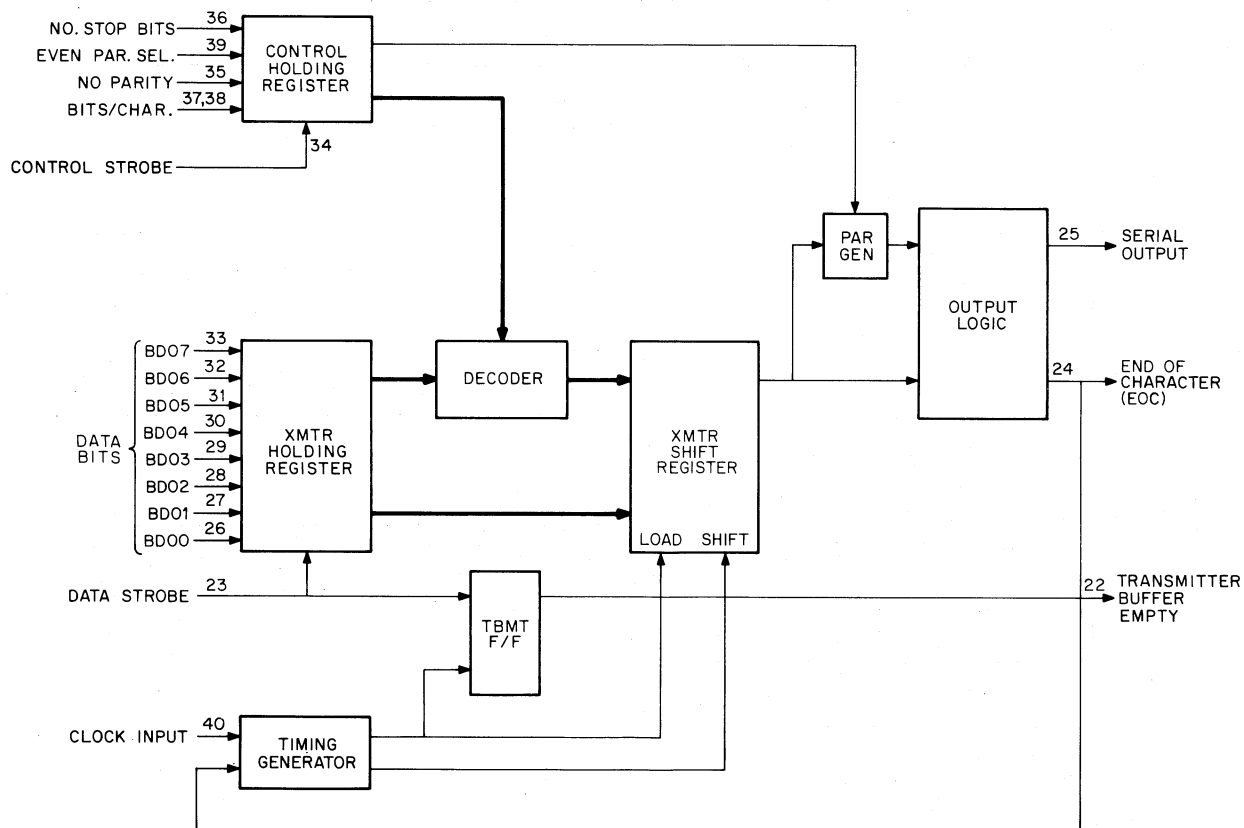 NO. STOP BITS 36
EVEN PAR. SEL. 39
NO PARITY 35
BITS/CHAR. 37,38
CONTROL
HOLDING
REGISTER
CONTROL STROBE
34
PAR
GEN
OUTPUT
LOGIC
25
SERIAL
OUTPUT
24
END OF
CHARACTER
(EOC)
DATA
BITS
BD07 33
BD06 32
BD05 31
BD04 30
BD03 29
BD02 28
BD01 27
BD00 26
XMTR
HOLDING
REGISTER
DECODER
XMTR
SHIFT
REGISTER
LOAD SHIFT
DATA STROBE 23
TBMT
F/F
22
TRANSMITTER
BUFFER
EMPTY
CLOCK INPUT 40
TIMING
GENERATOR